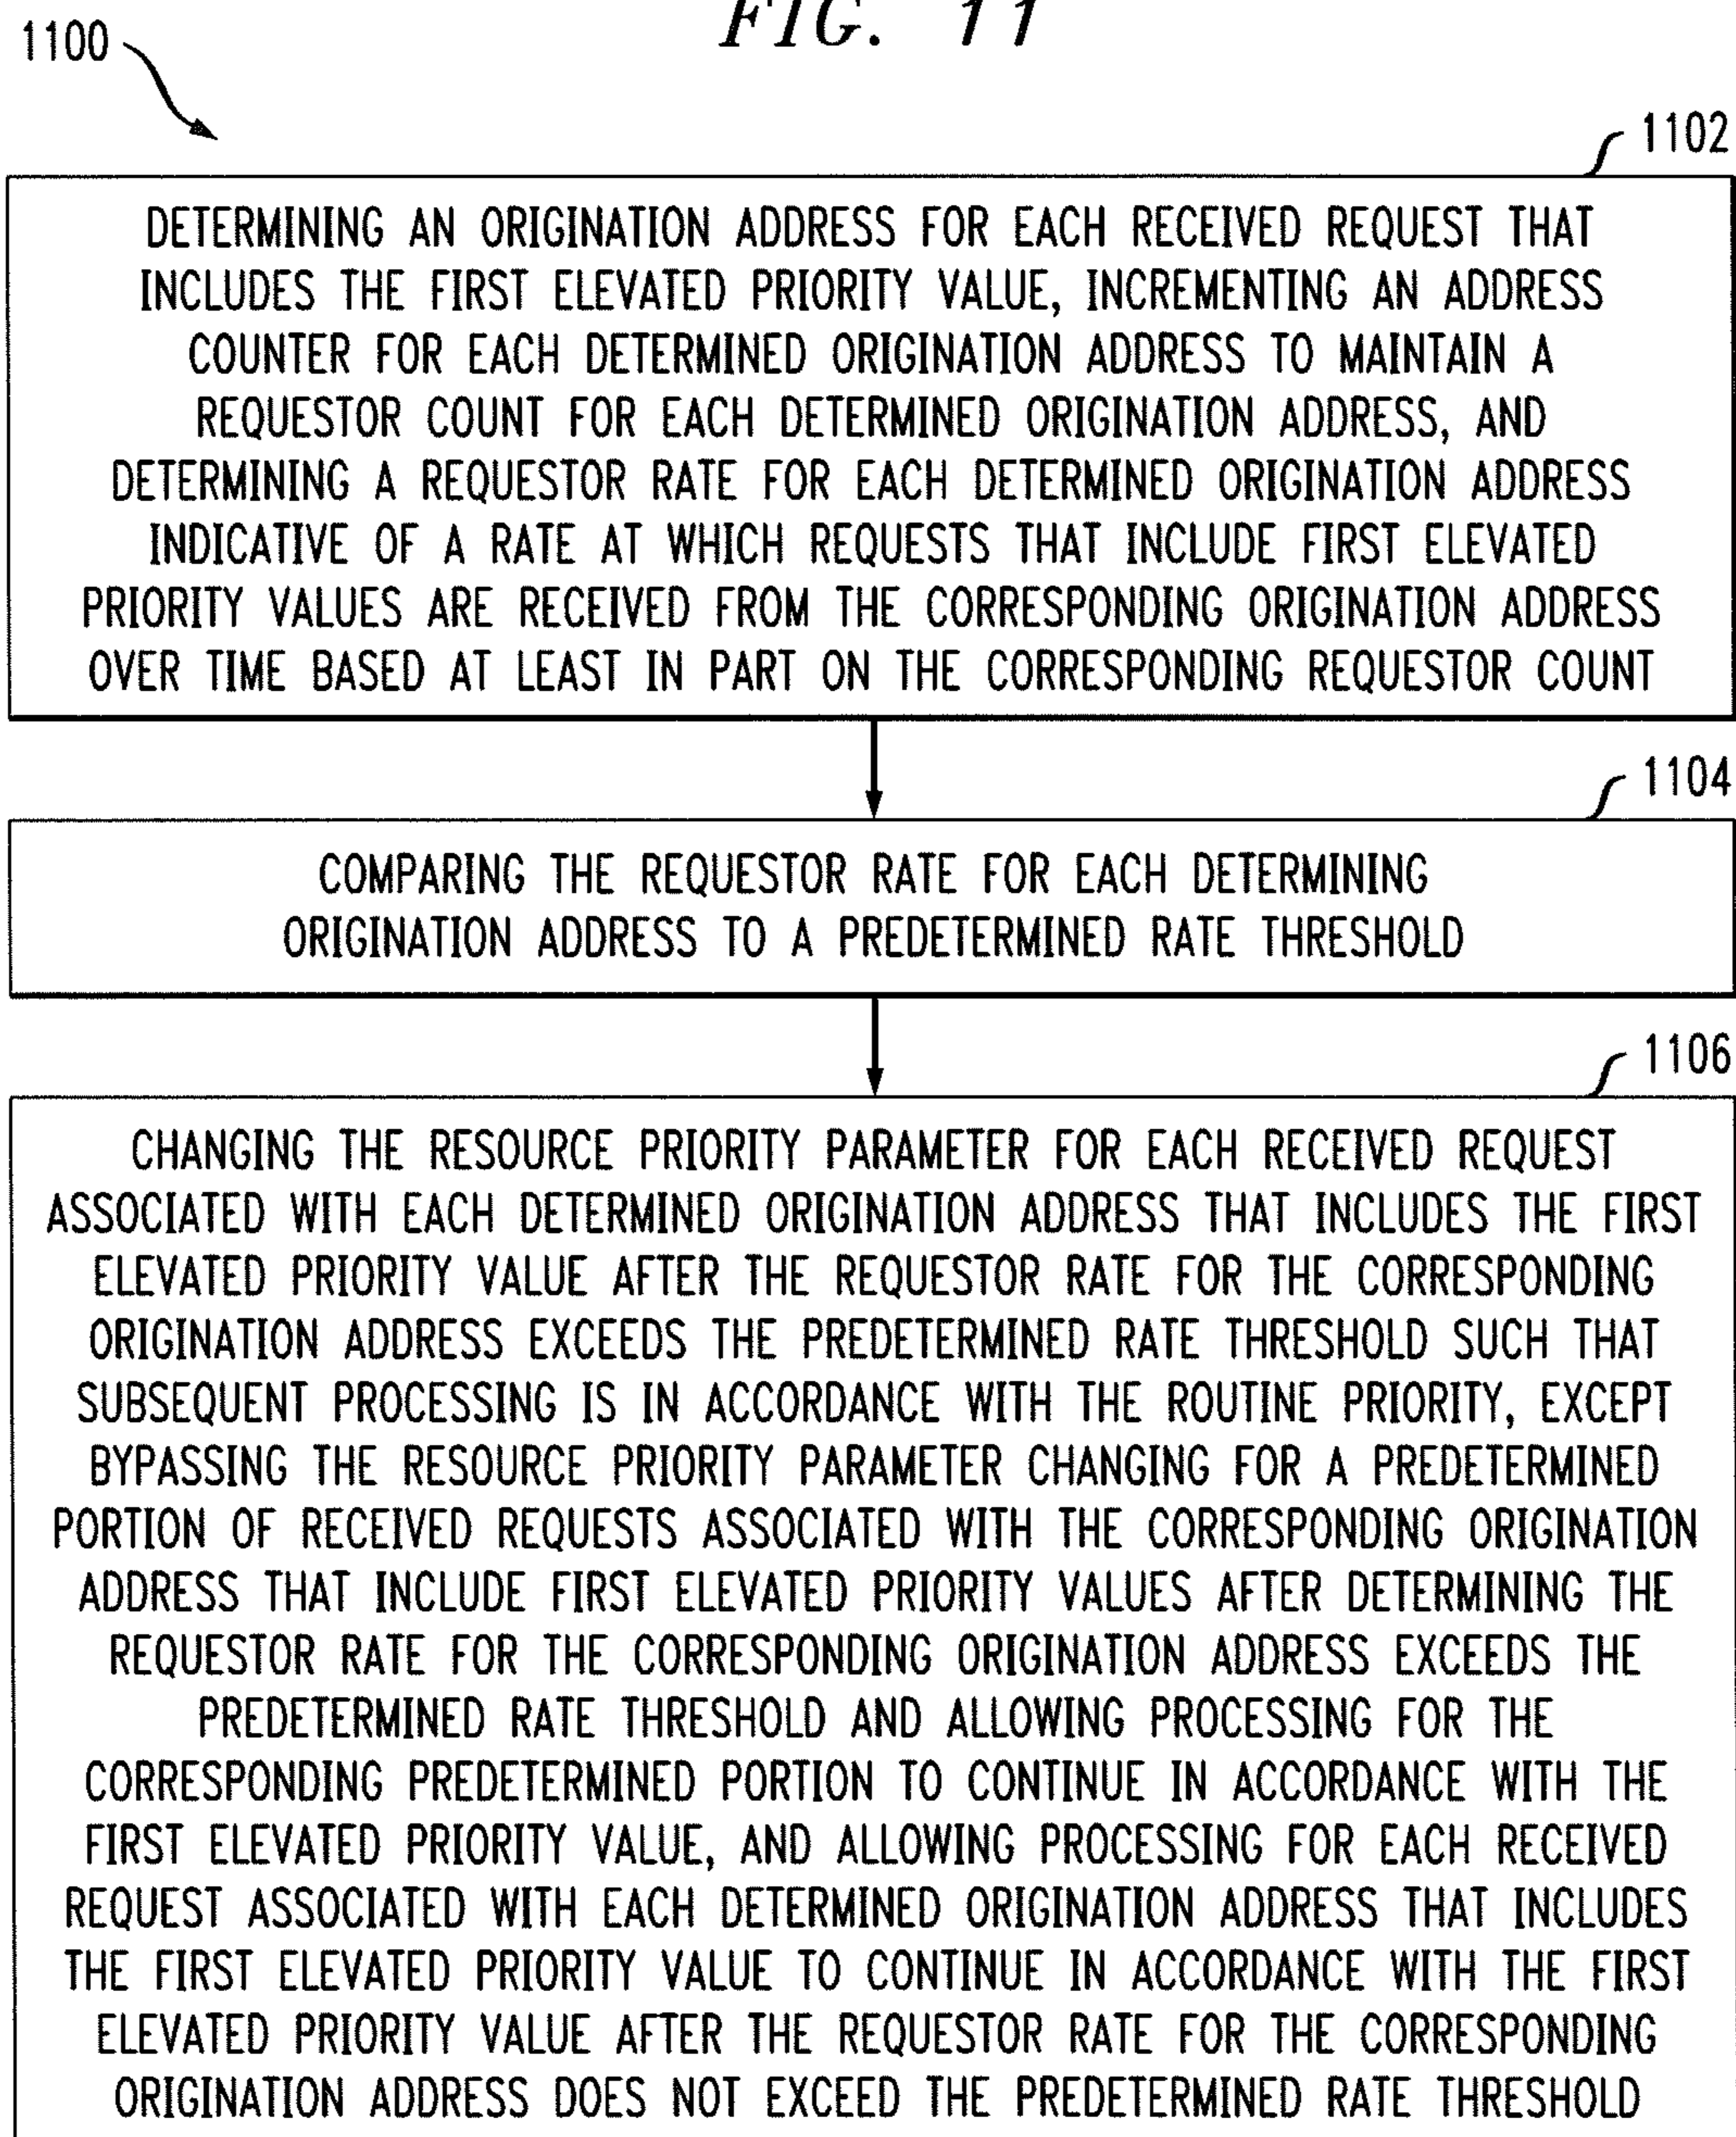 FIG. 11
1100
1102
DETERMINING AN ORIGINATION ADDRESS FOR EACH RECEIVED REQUEST THAT
INCLUDES THE FIRST ELEVATED PRIORITY VALUE, INCREMENTING AN ADDRESS
COUNTER FOR EACH DETERMINED ORIGINATION ADDRESS TO MAINTAIN A
REQUESTOR COUNT FOR EACH DETERMINED ORIGINATION ADDRESS, AND
DETERMINING A REQUESTOR RATE FOR EACH DETERMINED ORIGINATION ADDRESS
INDICATIVE OF A RATE AT WHICH REQUESTS THAT INCLUDE FIRST ELEVATED
PRIORITY VALUES ARE RECEIVED FROM THE CORRESPONDING ORIGINATION ADDRESS
OVER TIME BASED AT LEAST IN PART ON THE CORRESPONDING REQUESTOR COUNT
1104
COMPARING THE REQUESTOR RATE FOR EACH DETERMINING
ORIGINATION ADDRESS TO A PREDETERMINED RATE THRESHOLD
1106
CHANGING THE RESOURCE PRIORITY PARAMETER FOR EACH RECEIVED REQUEST
ASSOCIATED WITH EACH DETERMINED ORIGINATION ADDRESS THAT INCLUDES THE FIRST
ELEVATED PRIORITY VALUE AFTER THE REQUESTOR RATE FOR THE CORRESPONDING
ORIGINATION ADDRESS EXCEEDS THE PREDETERMINED RATE THRESHOLD SUCH THAT
SUBSEQUENT PROCESSING IS IN ACCORDANCE WITH THE ROUTINE PRIORITY, EXCEPT
BYPASSING THE RESOURCE PRIORITY PARAMETER CHANGING FOR A PREDETERMINED
PORTION OF RECEIVED REQUESTS ASSOCIATED WITH THE CORRESPONDING ORIGINATION
ADDRESS THAT INCLUDE FIRST ELEVATED PRIORITY VALUES AFTER DETERMINING THE
REQUESTOR RATE FOR THE CORRESPONDING ORIGINATION ADDRESS EXCEEDS THE
PREDETERMINED RATE THRESHOLD AND ALLOWING PROCESSING FOR THE
CORRESPONDING PREDETERMINED PORTION TO CONTINUE IN ACCORDANCE WITH THE
FIRST ELEVATED PRIORITY VALUE, AND ALLOWING PROCESSING FOR EACH RECEIVED
REQUEST ASSOCIATED WITH EACH DETERMINED ORIGINATION ADDRESS THAT INCLUDES
THE FIRST ELEVATED PRIORITY VALUE TO CONTINUE IN ACCORDANCE WITH THE FIRST
ELEVATED PRIORITY VALUE AFTER THE REQUESTOR RATE FOR THE CORRESPONDING
ORIGINATION ADDRESS DOES NOT EXCEED THE PREDETERMINED RATE THRESHOLD